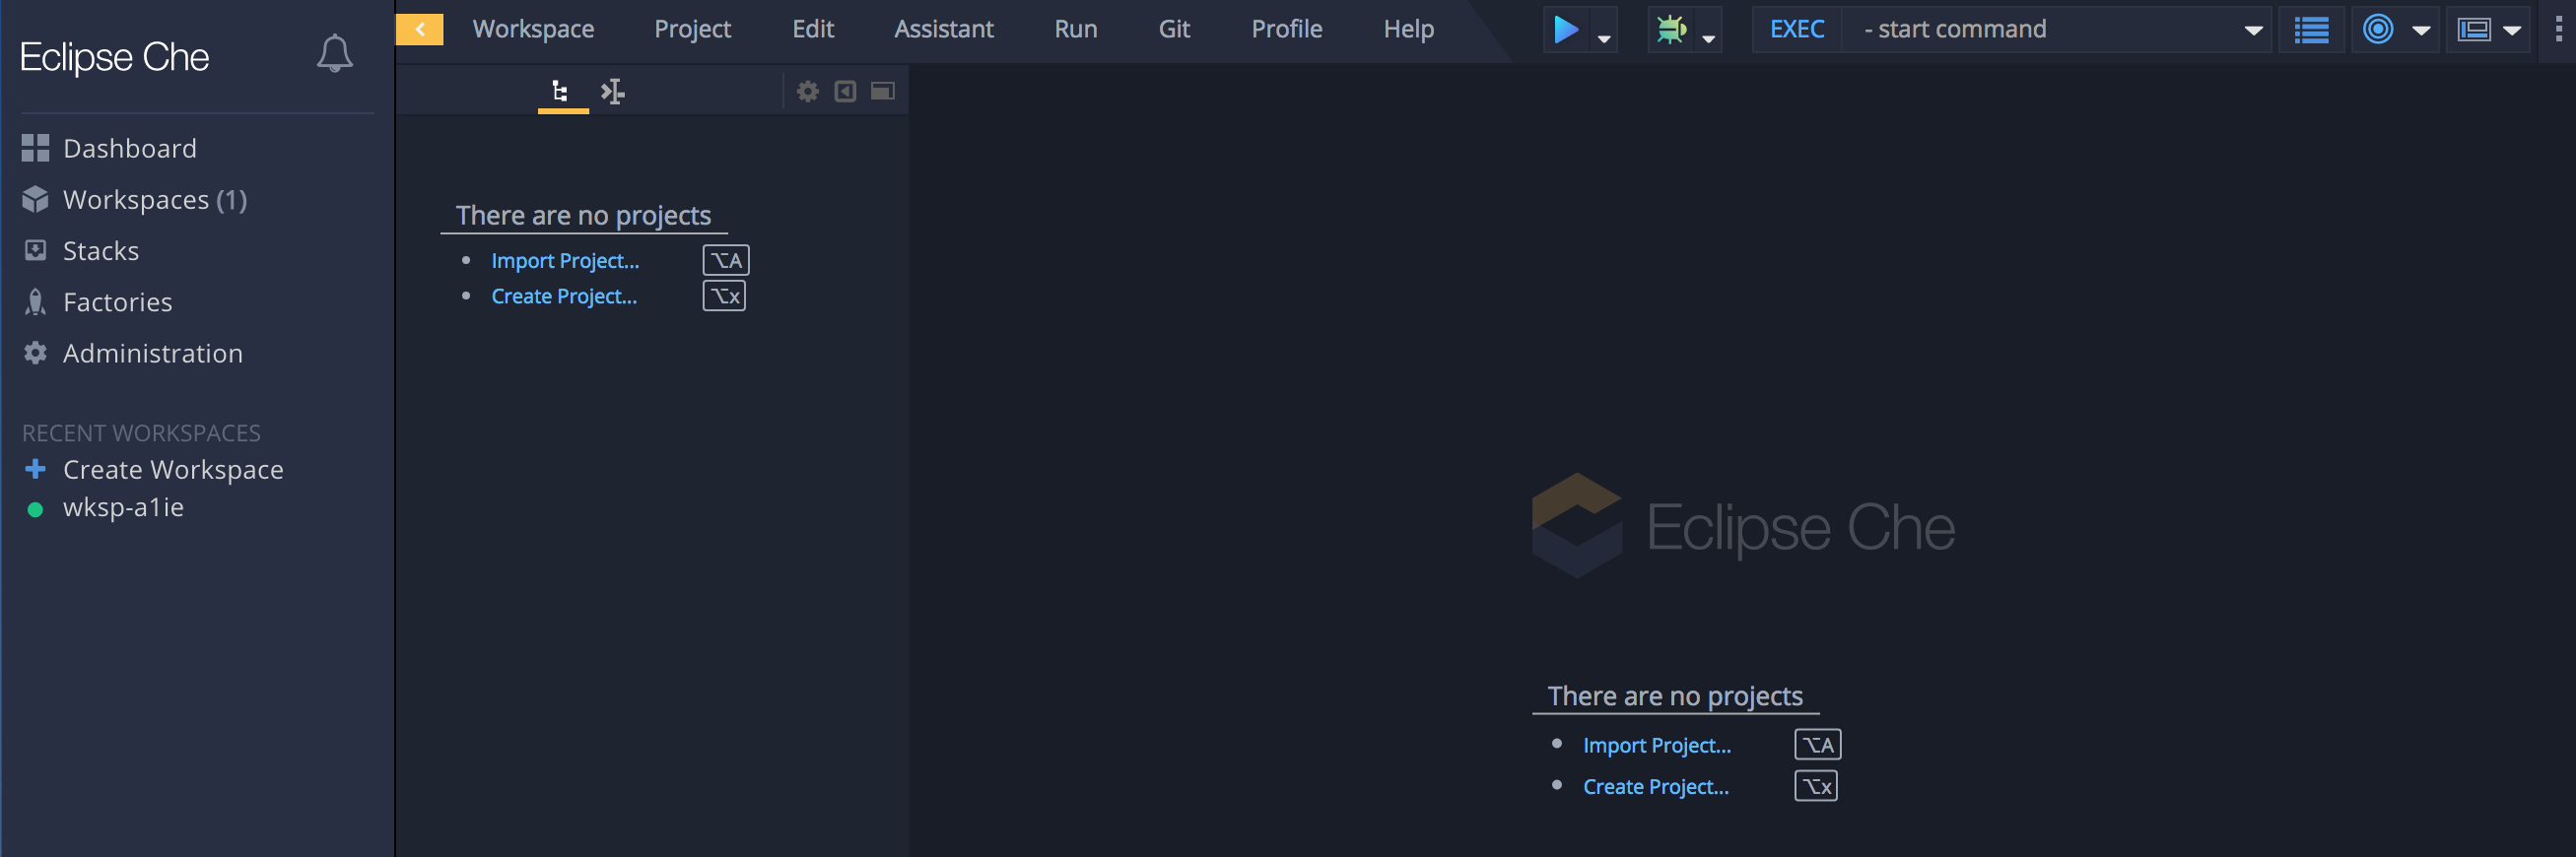 Eclipse Che
Dashboard
Workspaces (1)
Stacks
Factories
Administration
RECENT WORKSPACES
Create Workspace
wksp-a1ie
Workspace Project Edit Assistant Run Git Profile Help
EXEC - start command
There are no projects
Import Project... ⌥A
Create Project... ⌥x
Eclipse Che
There are no projects
Import Project... ⌥A
Create Project... ⌥x